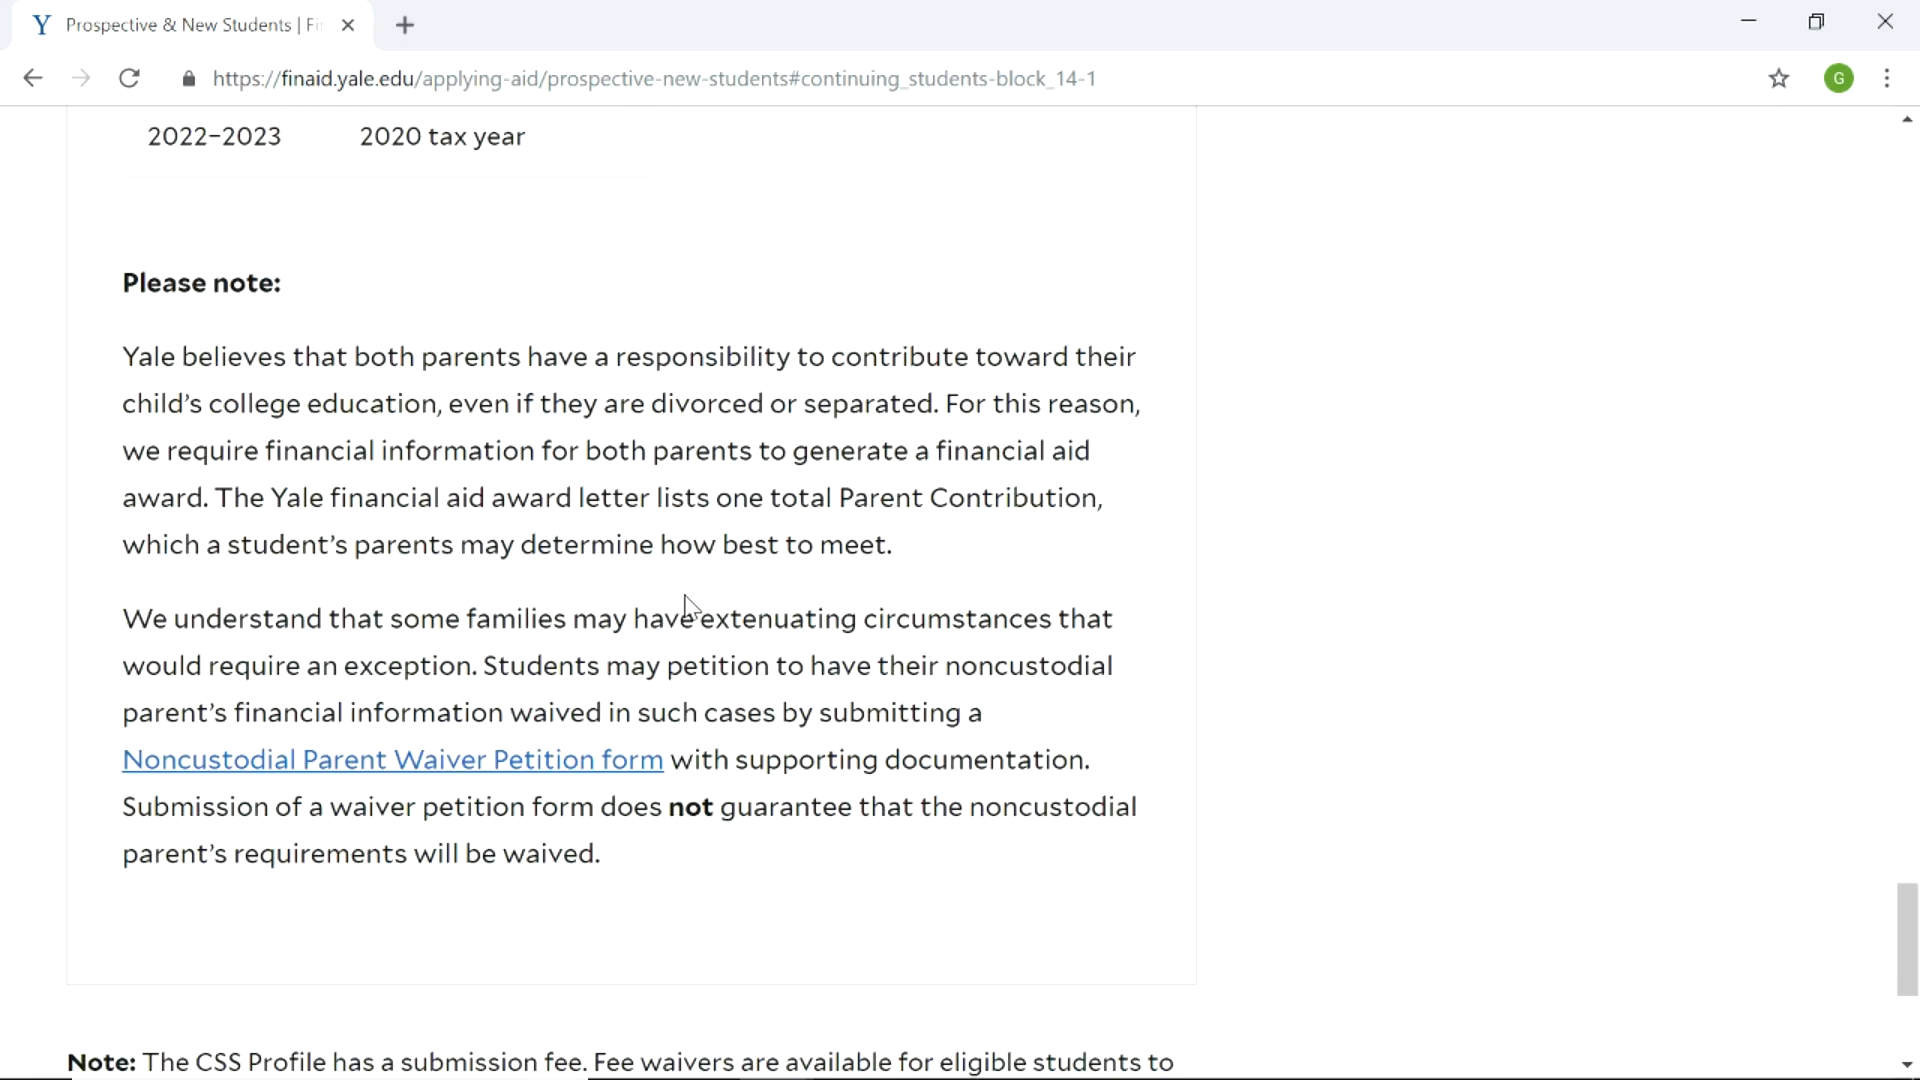 Y Prospective & New Students | Fi
https://finaid.yale.edu/applying-aid/prospective-new-students#continuing_students-block_14-1
G
2022–2023 2020 tax year
Please note:
Yale believes that both parents have a responsibility to contribute toward their
child’s college education, even if they are divorced or separated. For this reason,
we require financial information for both parents to generate a financial aid
award. The Yale financial aid award letter lists one total Parent Contribution,
which a student’s parents may determine how best to meet.
We understand that some families may have extenuating circumstances that
would require an exception. Students may petition to have their noncustodial
parent’s financial information waived in such cases by submitting a
Noncustodial Parent Waiver Petition form with supporting documentation.
Submission of a waiver petition form does not guarantee that the noncustodial
parent’s requirements will be waived.
Note: The CSS Profile has a submission fee. Fee waivers are available for eligible students to